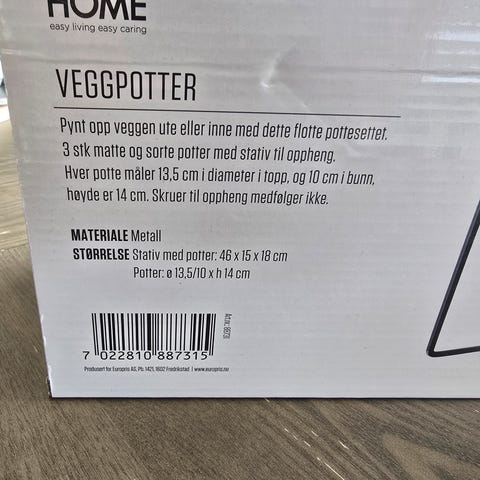 HOME
easy living easy caring
VEGGPOTTER
Pynt opp veggen ute eller inne med dette flotte pottesettet.
3 stk matte og sorte potter med stativ til oppheng.
Hver potte måler 13,5 cm i diameter i topp, og 10 cm i bunn,
høyde er 14 cm. Skruer til oppheng medfølger ikke.
MATERIALE Metall
STØRRELSE Stativ med potter: 46 x 15 x 18 cm
Potter: ø 13,5/10 x h 14 cm
7 022810 887315
Produsert for Europris AS, Pb. 1421, 1602 Fredrikstad | www.europris.no